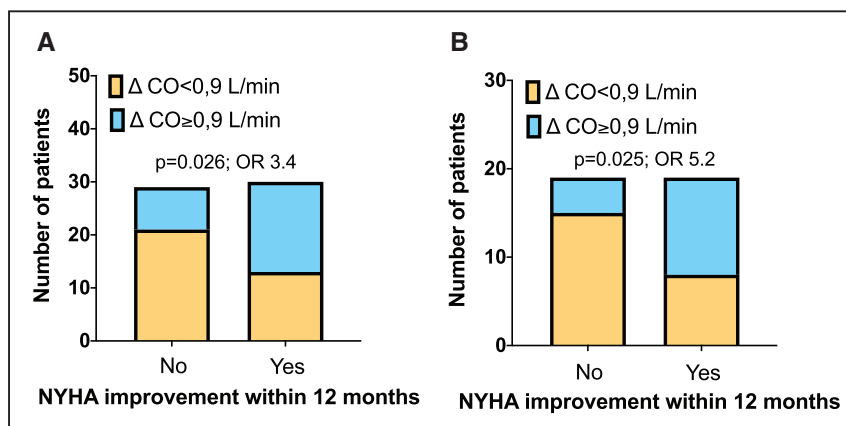 A
Number of patients
50
40
30
20
10
0
Δ CO<0,9 L/min
Δ CO≥0,9 L/min
p=0.026; OR 3.4
No Yes
NYHA improvement within 12 months
B
Number of patients
30
20
10
0
Δ CO<0,9 L/min
Δ CO≥0,9 L/min
p=0.025; OR 5.2
No Yes
NYHA improvement within 12 months